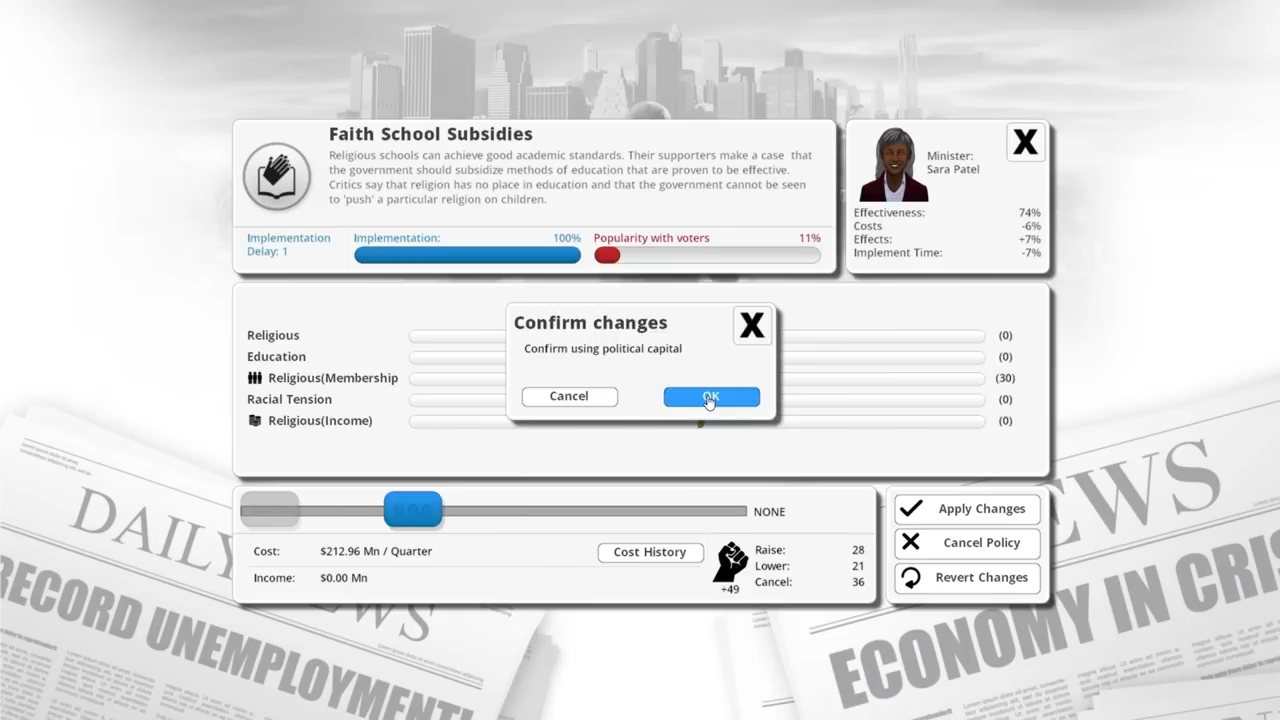 Faith School Subsidies
Religious schools can achieve good academic standards. Their supporters make a case that
the government should subsidize methods of education that are proven to be effective.
Critics say that religion has no place in education and that the government cannot be seen
to 'push' a particular religion on children.
Implementation
Delay: 1
Implementation: 100%
Popularity with voters 11%
X
Minister:
Sara Patel
Effectiveness: 74%
Costs -6%
Effects: +7%
Implement Time: -7%
Religious (0)
Education (0)
Religious(Membership (30)
Racial Tension (0)
Religious(Income) (0)
Confirm changes
X
Confirm using political capital
Cancel
OK
NONE
Cost: $212.96 Mn / Quarter
Income: $0.00 Mn
Cost History
+49
Raise: 28
Lower: 21
Cancel: 36
Apply Changes
Cancel Policy
Revert Changes
DAILY
NEWS
RECORD UNEMPLOYMENT!
EWS
ECONOMY IN CRIS